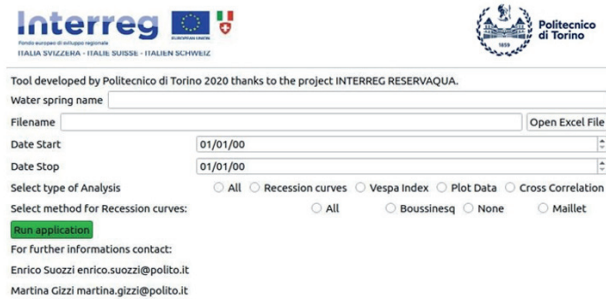 Interreg
EUROPEAN UNION
Fondo europeo di sviluppo regionale
ITALIA SVIZZERA - ITALIE SUISSE - ITALIEN SCHWEIZ
Politecnico
di Torino
1859
Tool developed by Politecnico di Torino 2020 thanks to the project INTERREG RESERVAQUA.
Water spring name
Filename Open Excel File
Date Start 01/01/00
Date Stop 01/01/00
Select type of Analysis All Recession curves Vespa Index Plot Data Cross Correlation
Select method for Recession curves: All Boussinesq None Maillet
Run application
For further informations contact:
Enrico Suozzi enrico.suozzi@polito.it
Martina Gizzi martina.gizzi@polito.it